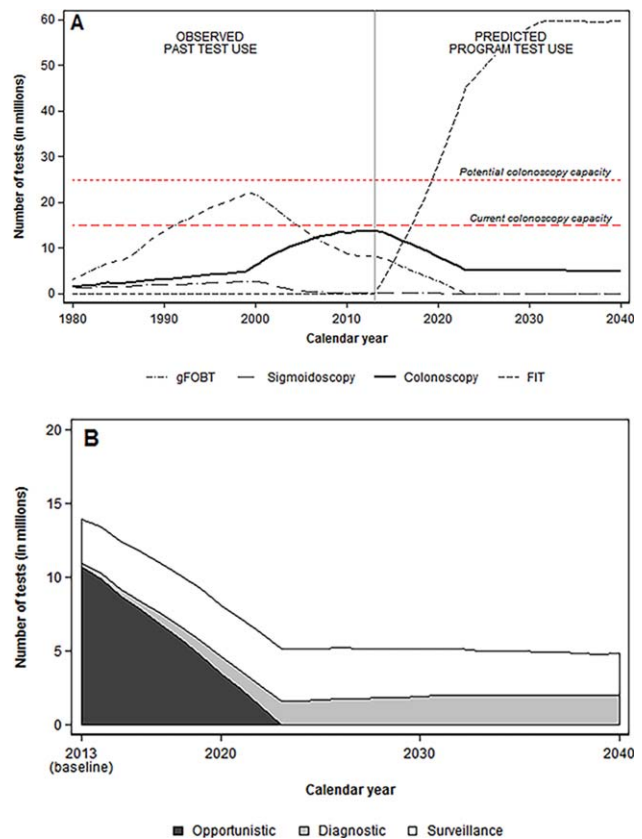 A
OBSERVED PAST TEST USE
PREDICTED PROGRAM TEST USE
Number of tests (in millions)
60
50
40
30
20
10
0
Potential colonoscopy capacity
Current colonoscopy capacity
1980 1990 2000 2010 2020 2030 2040
Calendar year
gFOBT Sigmoidoscopy Colonoscopy FIT
B
Number of tests (in millions)
20
15
10
5
0
2013 2020 2030 2040
(baseline)
Calendar year
Opportunistic Diagnostic Surveillance